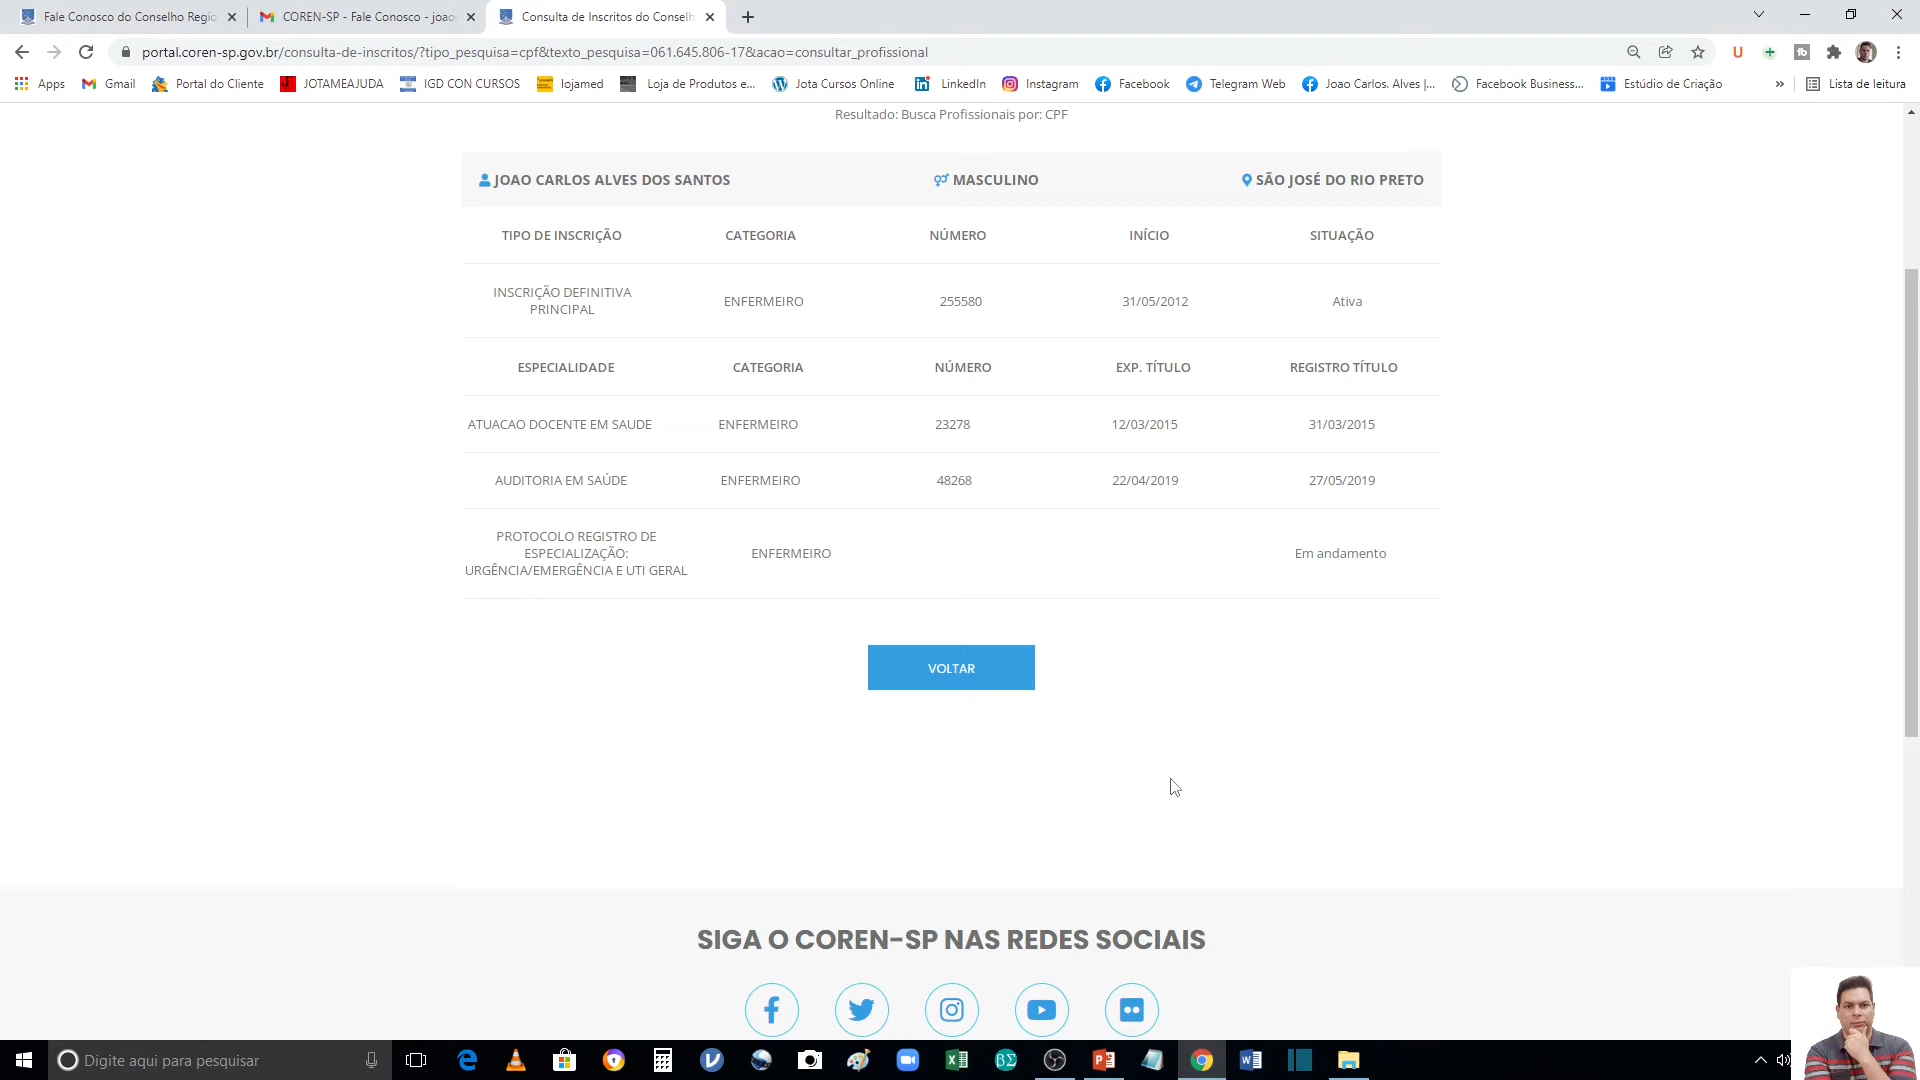 Fale Conosco do Conselho Regio
COREN-SP - Fale Conosco - joao
Consulta de Inscritos do Conselh
portal.coren-sp.gov.br/consulta-de-inscritos/?tipo_pesquisa=cpf&texto_pesquisa=061.645.806-17&acao=consultar_profissional
Apps Gmail Portal do Cliente JOTAMEAJUDA IGD CON CURSOS lojamed Loja de Produtos e... Jota Cursos Online LinkedIn Instagram Facebook Telegram Web Joao Carlos. Alves |... Facebook Business... Estúdio de Criação » Lista de leitura
Resultado: Busca Profissionais por: CPF
JOAO CARLOS ALVES DOS SANTOS MASCULINO SÃO JOSÉ DO RIO PRETO
TIPO DE INSCRIÇÃO CATEGORIA NÚMERO INÍCIO SITUAÇÃO
INSCRIÇÃO DEFINITIVA
PRINCIPAL
ENFERMEIRO 255580 31/05/2012 Ativa
ESPECIALIDADE CATEGORIA NÚMERO EXP. TÍTULO REGISTRO TÍTULO
ATUACAO DOCENTE EM SAUDE ENFERMEIRO 23278 12/03/2015 31/03/2015
AUDITORIA EM SAÚDE ENFERMEIRO 48268 22/04/2019 27/05/2019
PROTOCOLO REGISTRO DE
ESPECIALIZAÇÃO:
URGÊNCIA/EMERGÊNCIA E UTI GERAL
ENFERMEIRO Em andamento
VOLTAR
SIGA O COREN-SP NAS REDES SOCIAIS
Digite aqui para pesquisar